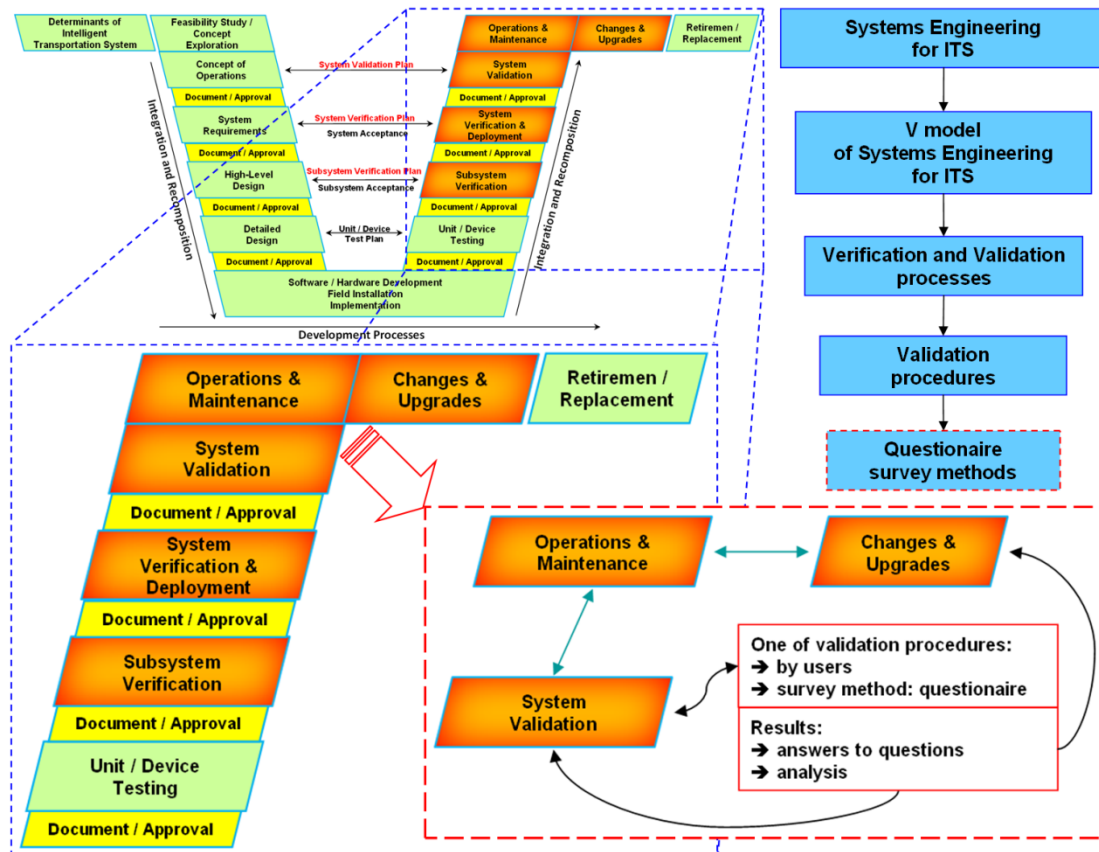 Determinants of
Intelligent
Transportation System
Feasibility Study /
Concept
Exploration
Concept of
Operations
Document / Approval
System
Requirements
Document / Approval
High-Level
Design
Document / Approval
Detailed
Design
Document / Approval
Software / Hardware Development
Field Installation
Implementation
Integration and Recomposition
Development Processes
System Validation Plan
System Verification Plan
System Acceptance
Subsystem Verification Plan
Subsystem Acceptance
Unit / Device
Test Plan
Operations &
Maintenance
Changes &
Upgrades
Retiremen /
Replacement
System
Validation
Document / Approval
System
Verification &
Deployment
Document / Approval
Subsystem
Verification
Document / Approval
Unit / Device
Testing
Document / Approval
Integration and Recomposition
Systems Engineering
for ITS
V model
of Systems Engineering
for ITS
Verification and Validation
processes
Validation
procedures
Questionaire
survey methods
Operations &
Maintenance
Changes &
Upgrades
Retiremen /
Replacement
System
Validation
Document / Approval
System
Verification &
Deployment
Document / Approval
Subsystem
Verification
Document / Approval
Unit / Device
Testing
Document / Approval
Operations &
Maintenance
Changes &
Upgrades
System
Validation
One of validation procedures:
➔ by users
➔ survey method: questionaire
Results:
➔ answers to questions
➔ analysis